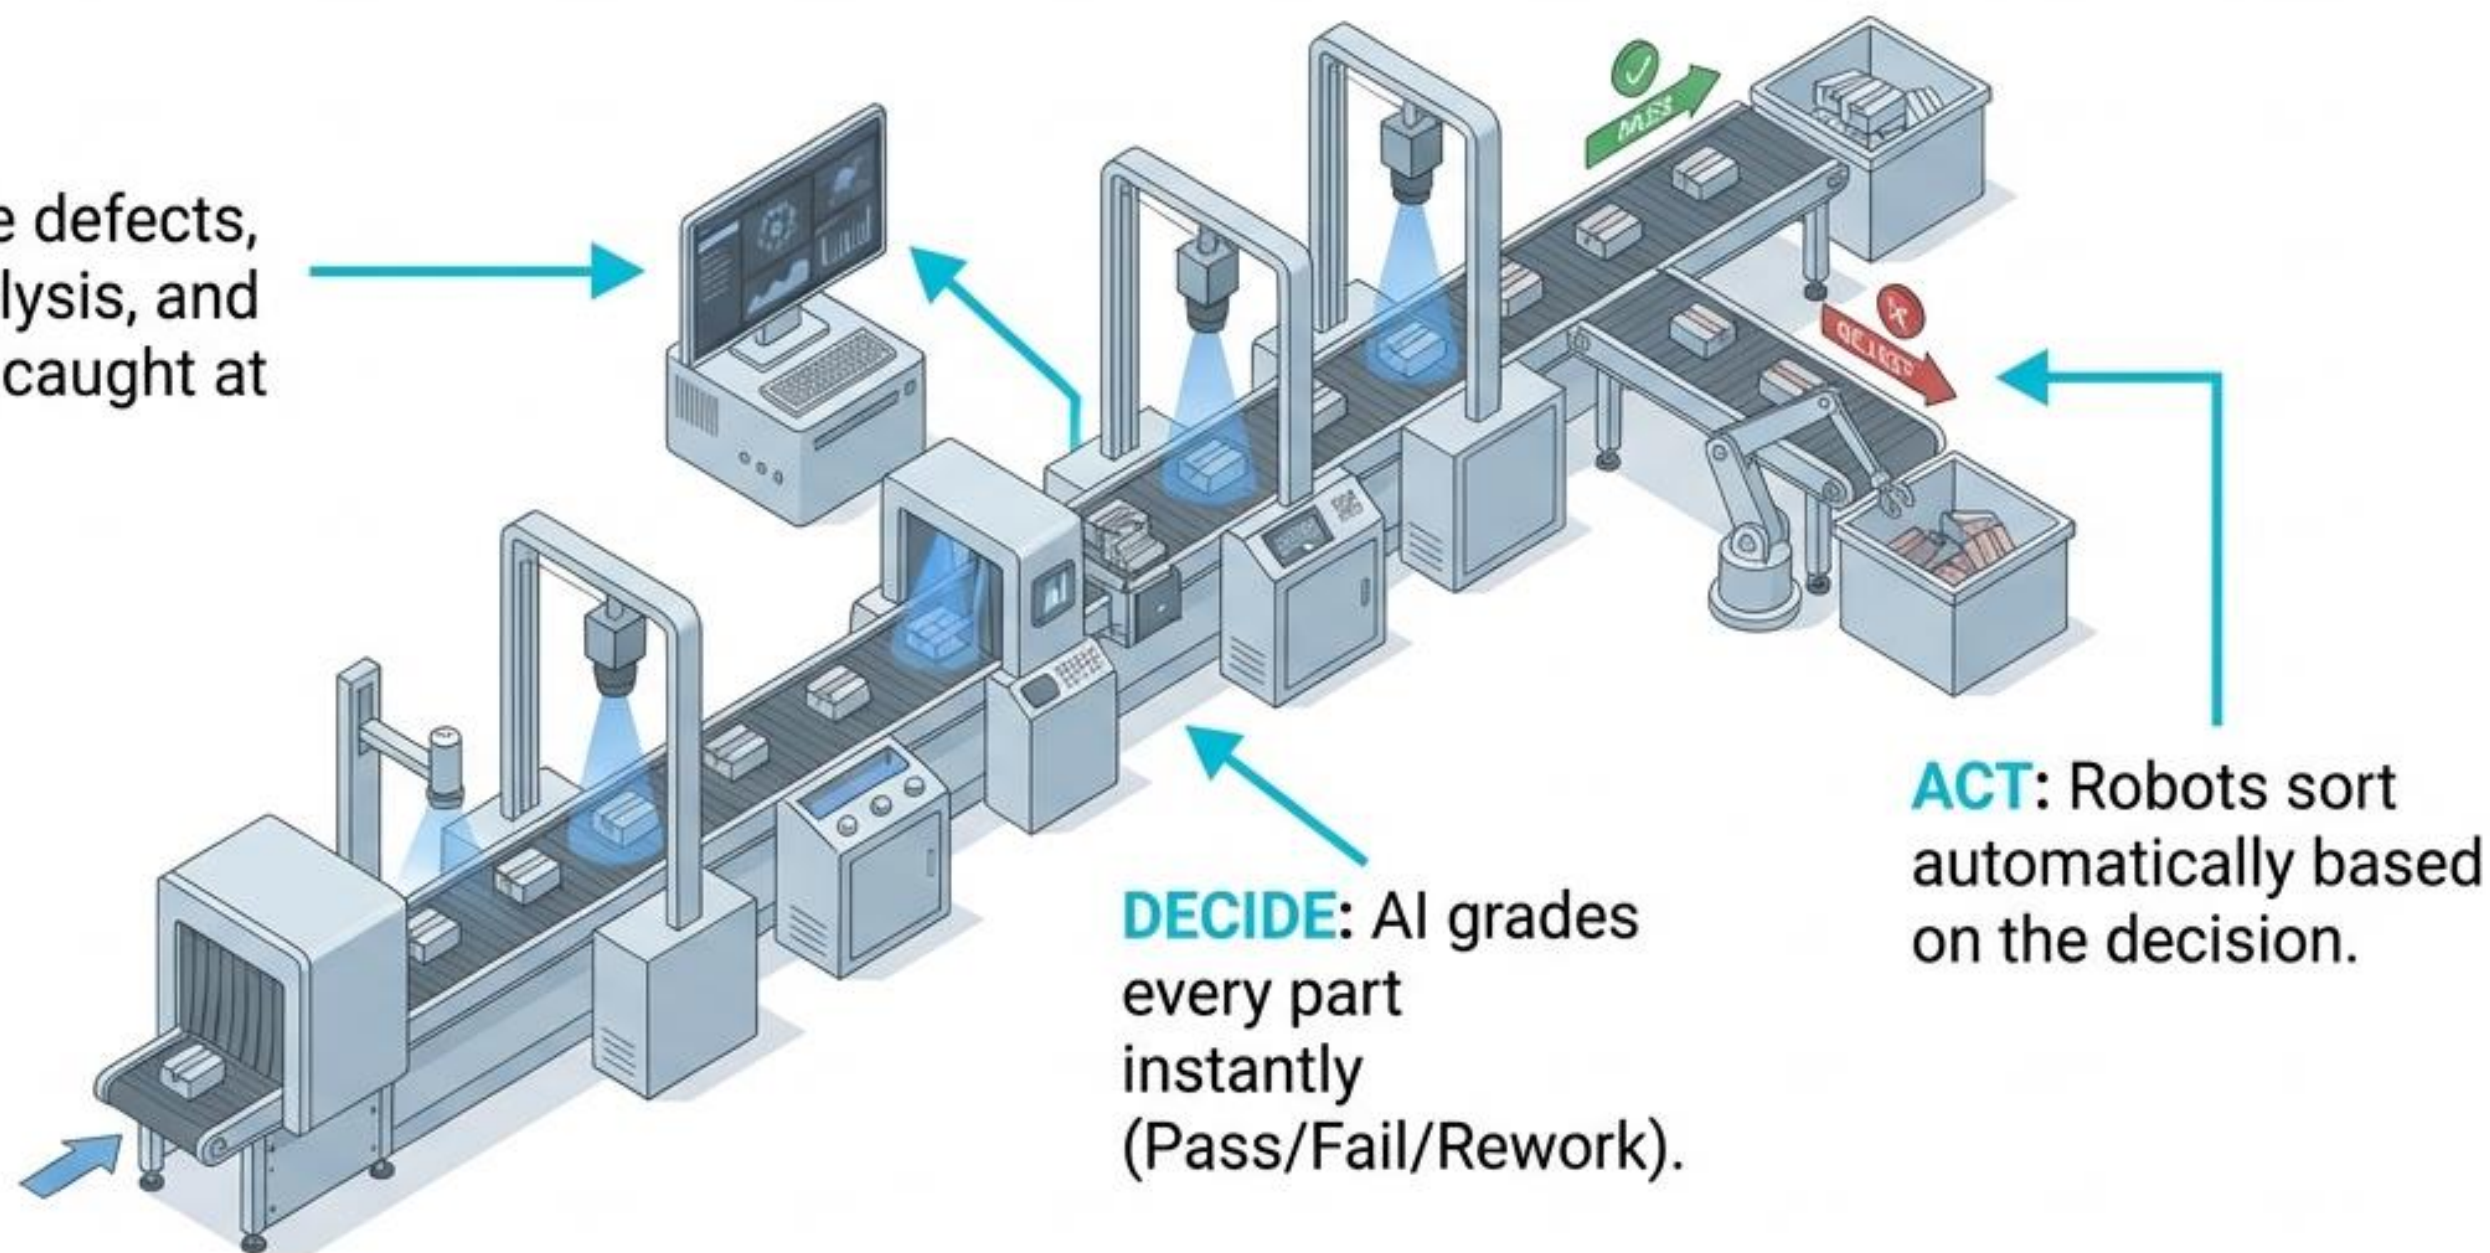 e defects,
lysis, and
caught at
DECIDE: AI grades
every part
instantly
(Pass/Fail/Rework).
ACT: Robots sort
automatically based
on the decision.